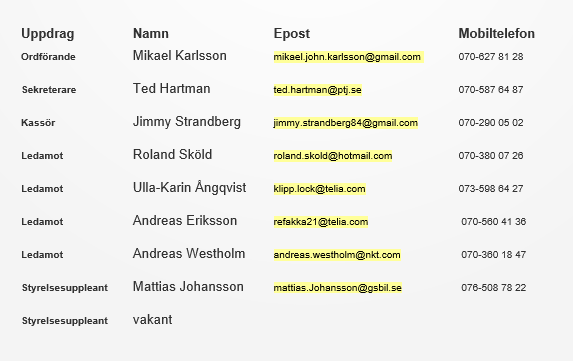 Uppdrag Namn Epost Mobiltelefon
Ordförande Mikael Karlsson mikael.john.karlsson@gmail.com 070-627 81 28
Sekreterare Ted Hartman ted.hartman@ptj.se 070-587 64 87
Kassör Jimmy Strandberg jimmy.strandberg84@gmail.com 070-290 05 02
Ledamot Roland Sköld roland.skold@hotmail.com 070-380 07 26
Ledamot Ulla-Karin Ångqvist klipp.lock@telia.com 073-598 64 27
Ledamot Andreas Eriksson refakka21@telia.com 070-560 41 36
Ledamot Andreas Westholm andreas.westholm@nkt.com 070-360 18 47
Styrelsesuppleant Mattias Johansson mattias.Johansson@gsbil.se 076-508 78 22
Styrelsesuppleant vakant